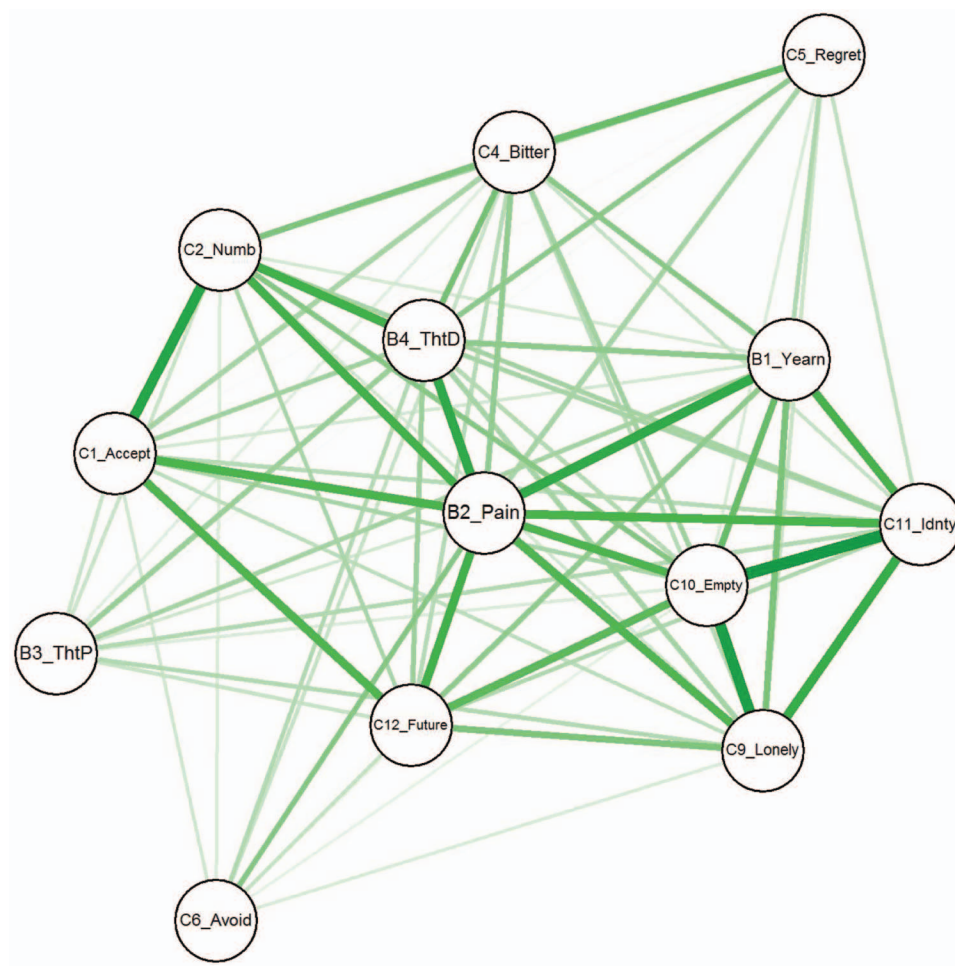 C5_Regret
C4_Bitter
C2_Numb
B4_ThtD
B1_Yearn
C1_Accept
B2_Pain
C11_Idnty
C10_Empty
B3_ThtP
C12_Future
C9_Lonely
C6_Avoid